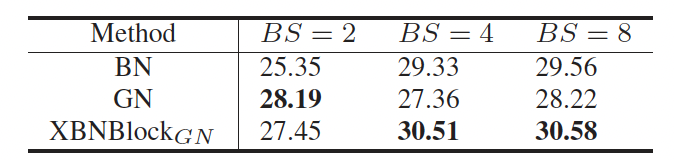 Method BS = 2 BS = 4 BS = 8
BN 25.35 29.33 29.56
GN 28.19 27.36 28.22
XBNBlock_GN 27.45 30.51 30.58